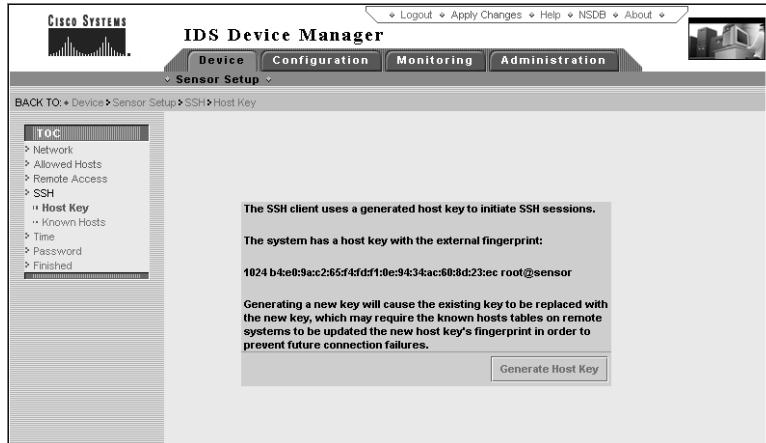 CISCO SYSTEMS
Logout Apply Changes Help NSDB About
IDS Device Manager
Device Configuration Monitoring Administration
Sensor Setup
BACK TO: • Device > Sensor Setup > SSH > Host Key
TOC
Network
Allowed Hosts
Remote Access
SSH
Host Key
Known Hosts
Time
Password
Finished
The SSH client uses a generated host key to initiate SSH sessions.
The system has a host key with the external fingerprint:
1024 b4:e0:9a:c2:65:f4:fd:f1:0e:94:34:ac:60:8d:23:ec root@sensor
Generating a new key will cause the existing key to be replaced with
the new key, which may require the known hosts tables on remote
systems to be updated the new host key's fingerprint in order to
prevent future connection failures.
Generate Host Key